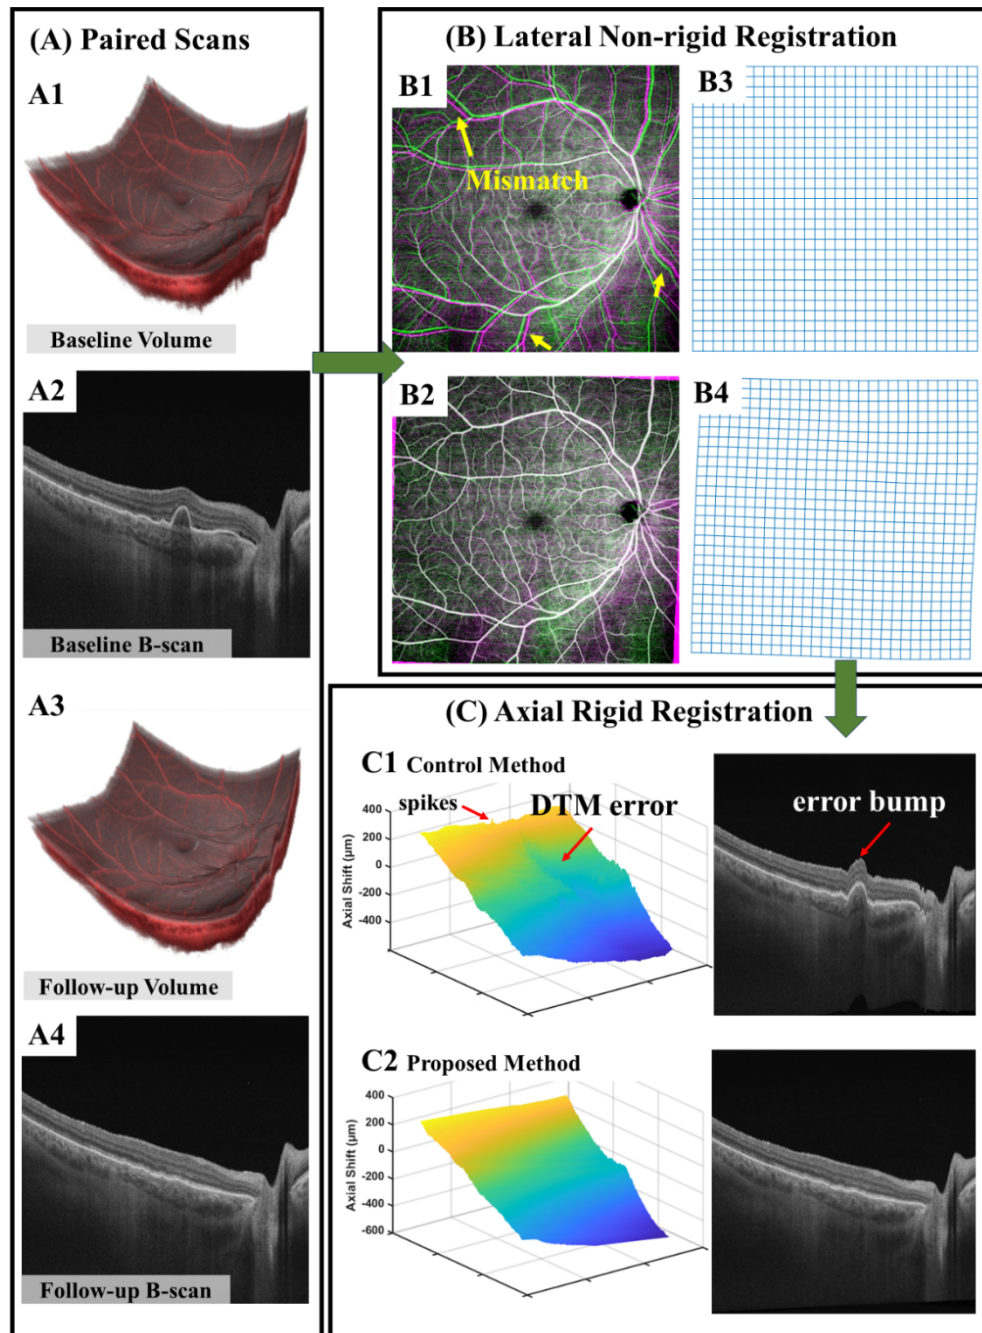 (A) Paired Scans
A1
Baseline Volume
A2
Baseline B-scan
A3
Follow-up Volume
A4
Follow-up B-scan
(B) Lateral Non-rigid Registration
B1
Mismatch
B3
B2
B4
(C) Axial Rigid Registration
C1 Control Method
spikes
DTM error
400
200
0
-200
-400
Axial Shift (μm)
error bump
C2 Proposed Method
400
200
0
-200
-400
-600
Axial Shift (μm)